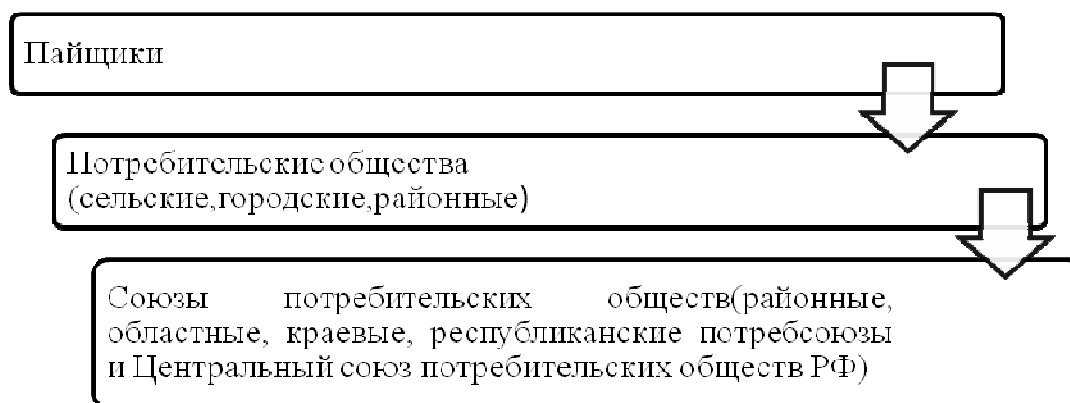 Пайщики
Потребительские общества
(сельские,городские,районные)
Союзы потребительских обществ(районные,
областные, краевые, республиканские потребсоюзы
и Центральный союз потребительских обществ РФ)